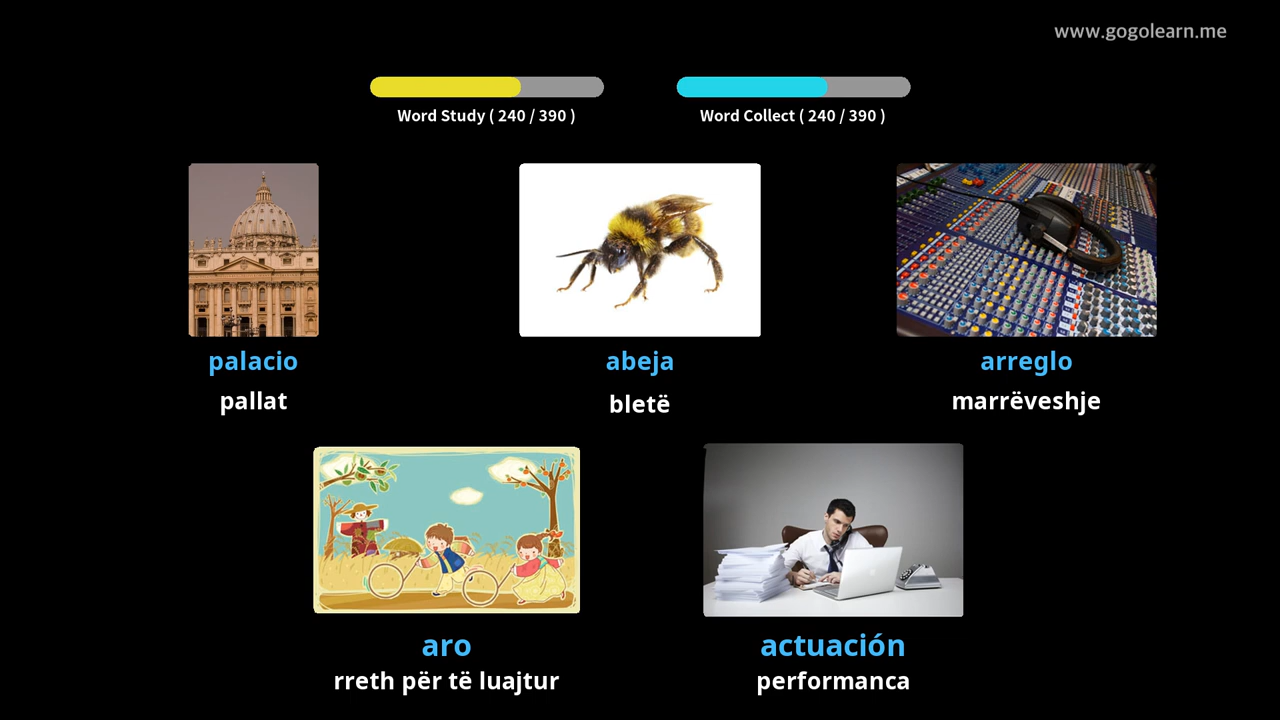 www.gogolearn.me
Word Study ( 240 / 390 )
Word Collect ( 240 / 390 )
palacio
pallat
abeja
bletë
arreglo
marrëveshje
aro
rreth për të luajtur
actuación
performanca